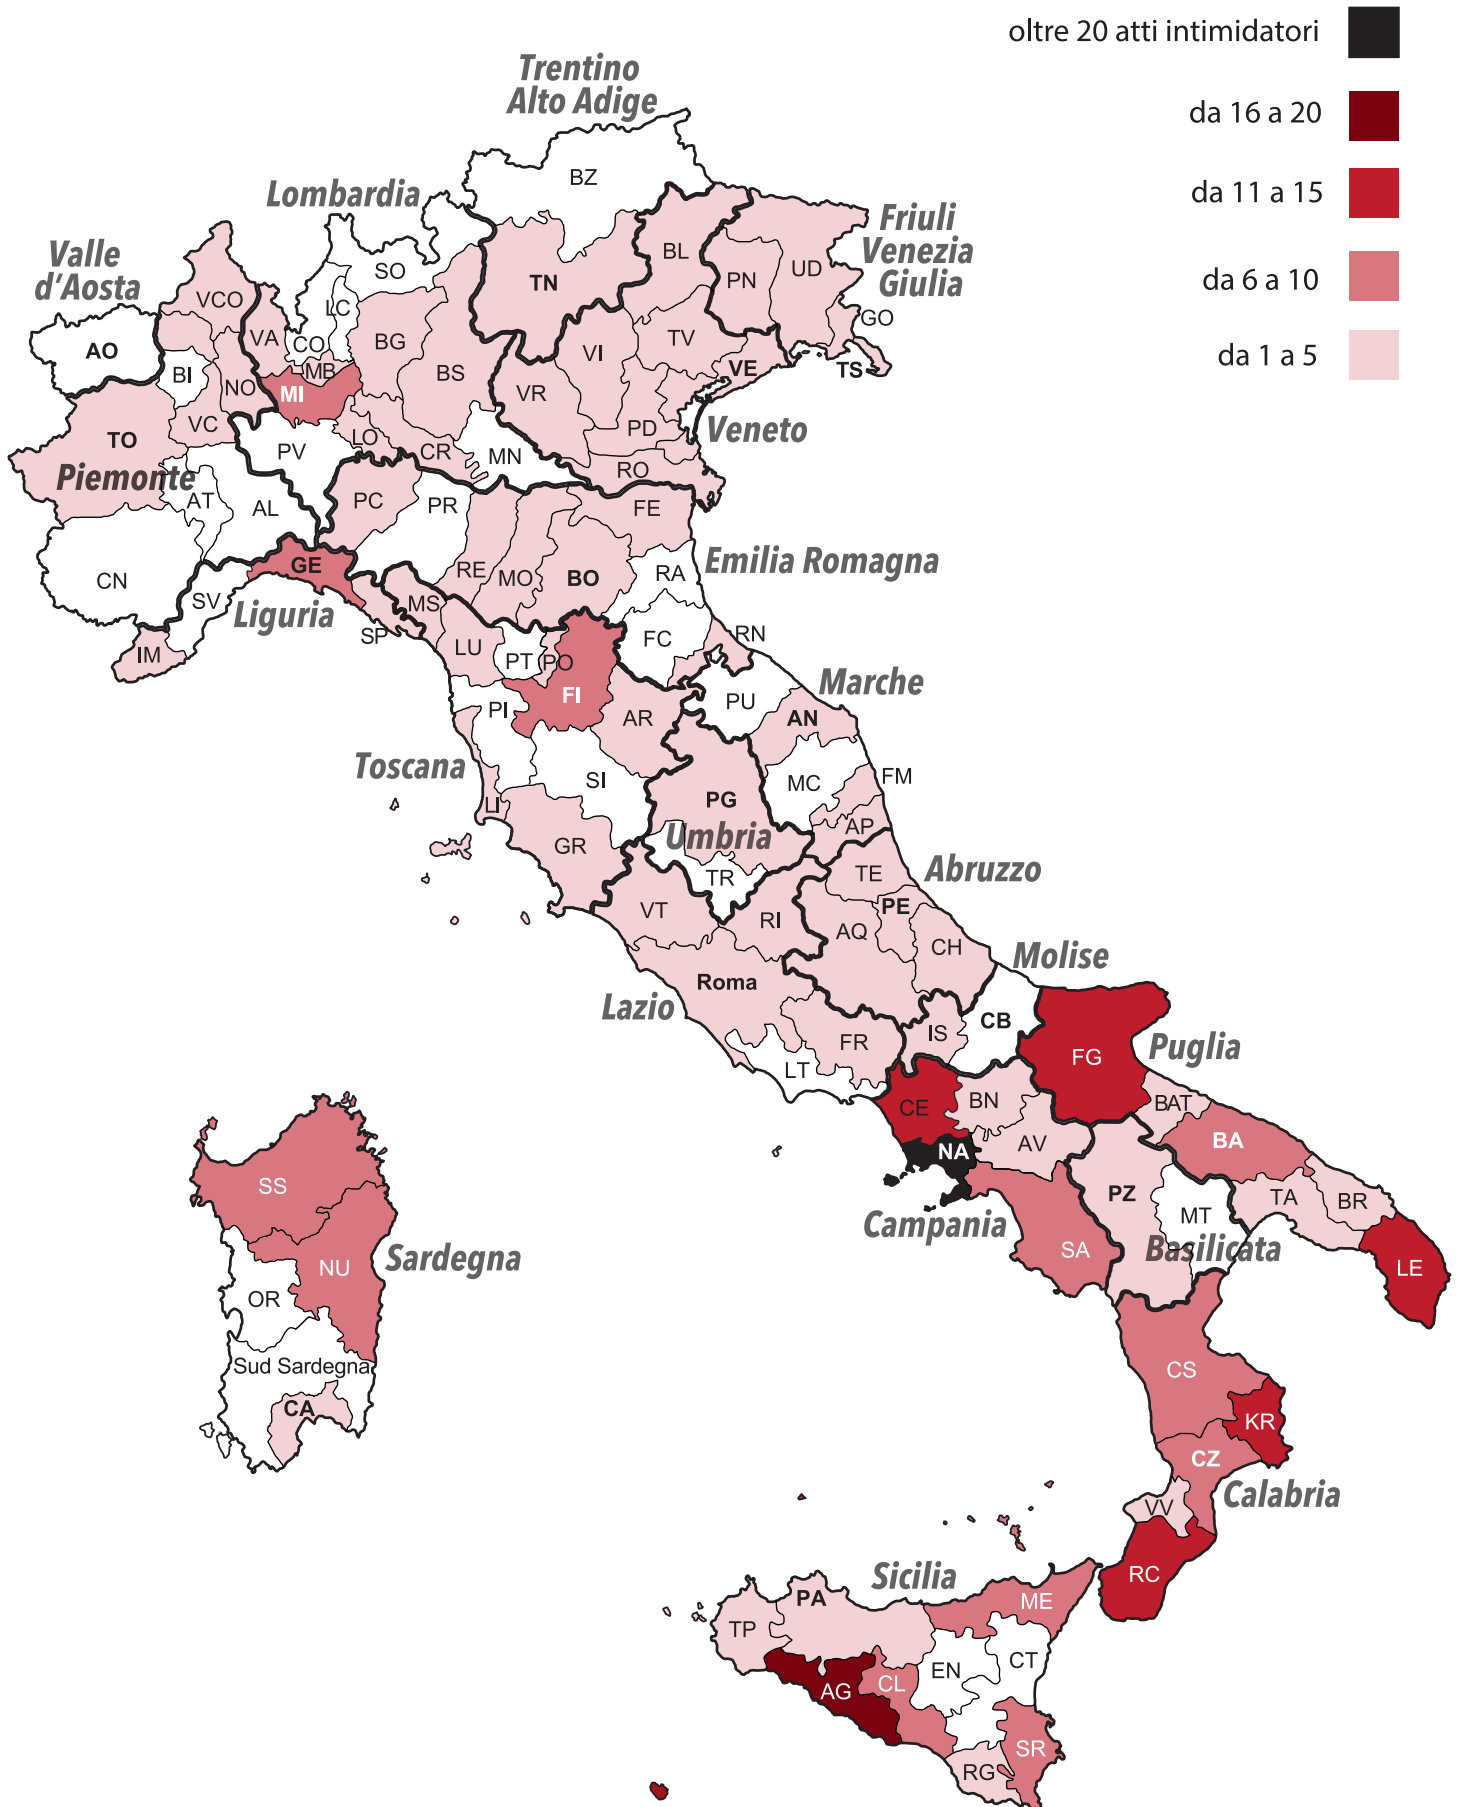 oltre 20 atti intimidatori
da 16 a 20
da 11 a 15
da 6 a 10
da 1 a 5
Trentino
Alto Adige
BZ
Lombardia
Friuli
Venezia
Giulia
Valle
d'Aosta
SO
BL
UD
TN
PN
VCO
LC
GO
VA
CO
BG
VI
TV
AO
BI
MB
BS
VE
TS
NO
MI
VR
VC
LO
PD
Veneto
TO
PV
CR
MN
RO
Piemonte
AT
AL
PC
PR
FE
GE
Emilia Romagna
CN
RE
MO
BO
RA
SV
MS
Liguria
SP
LU
FC
RN
IM
PT
PO
Marche
FI
PU
PI
AR
AN
Toscana
SI
MC
FM
LI
PG
GR
Umbria
AP
TR
TE
Abruzzo
VT
RI
PE
AQ
CH
Molise
Roma
Lazio
IS
CB
FR
LT
FG
Puglia
CE
BN
BAT
NA
AV
BA
SS
PZ
TA
BR
Campania
MT
SA
Basilicata
Sardegna
NU
LE
OR
Sud Sardegna
CS
CA
KR
CZ
Calabria
VV
Sicilia
RC
PA
ME
TP
EN
CT
AG
CL
SR
RG